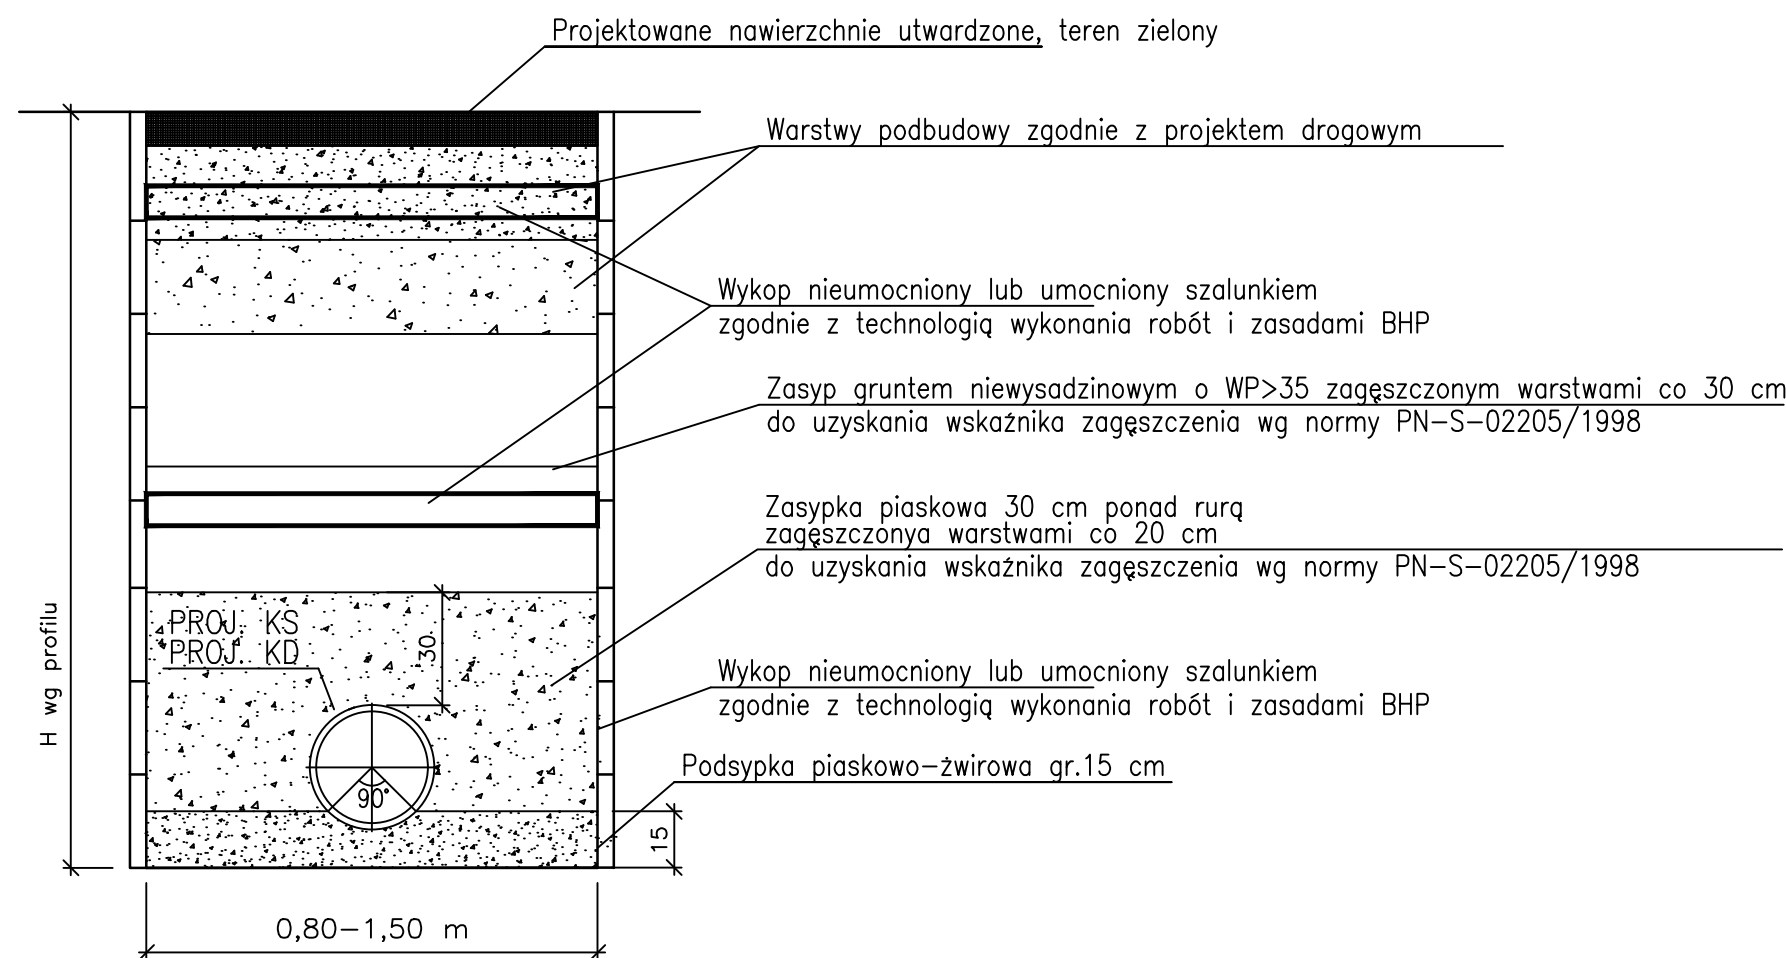 Projektowane nawierzchnie utwardzone, teren zielony
Warstwy podbudowy zgodnie z projektem drogowym
Wykop nieumocniony lub umocniony szalunkiem
zgodnie z technologią wykonania robót i zasadami BHP
Zasyp gruntem niewysadzinowym o WP>35 zagęszczonym warstwami co 30 cm
do uzyskania wskaźnika zagęszczenia wg normy PN-S-02205/1998
Zasypka piaskowa 30 cm ponad rurą
zagęszczonya warstwami co 20 cm
do uzyskania wskaźnika zagęszczenia wg normy PN-S-02205/1998
PROJ. KS
PROJ. KD
30
H wg profilu
Wykop nieumocniony lub umocniony szalunkiem
zgodnie z technologią wykonania robót i zasadami BHP
Podsypka piaskowo-żwirowa gr.15 cm
90°
15
0,80-1,50 m